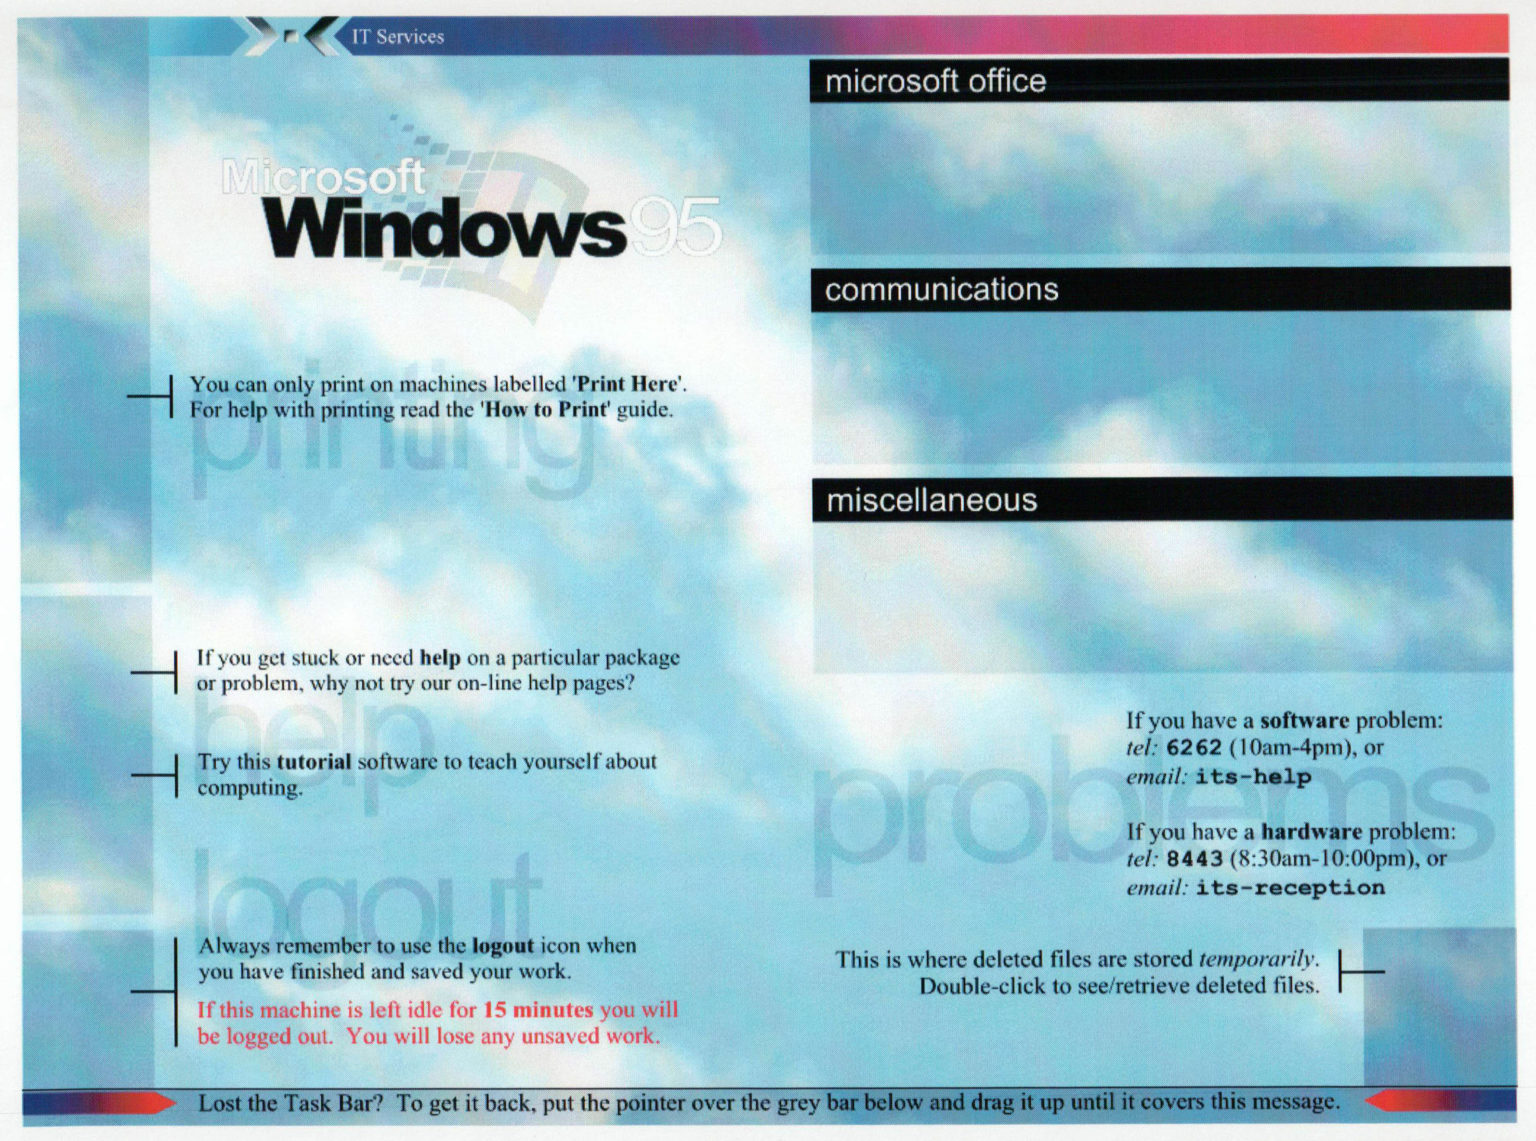 IT Services
Microsoft
Windows 95
printing
You can only print on machines labelled 'Print Here'.
For help with printing read the 'How to Print' guide.
If you get stuck or need help on a particular package
or problem, why not try our on-line help pages?
help
Try this tutorial software to teach yourself about
computing.
logout
Always remember to use the logout icon when
you have finished and saved your work.
If this machine is left idle for 15 minutes you will
be logged out. You will lose any unsaved work.
microsoft office
communications
miscellaneous
problems
If you have a software problem:
tel: 6262 (10am-4pm), or
email: its-help
If you have a hardware problem:
tel: 8443 (8:30am-10:00pm), or
email: its-reception
This is where deleted files are stored temporarily.
Double-click to see/retrieve deleted files.
Lost the Task Bar? To get it back, put the pointer over the grey bar below and drag it up until it covers this message.